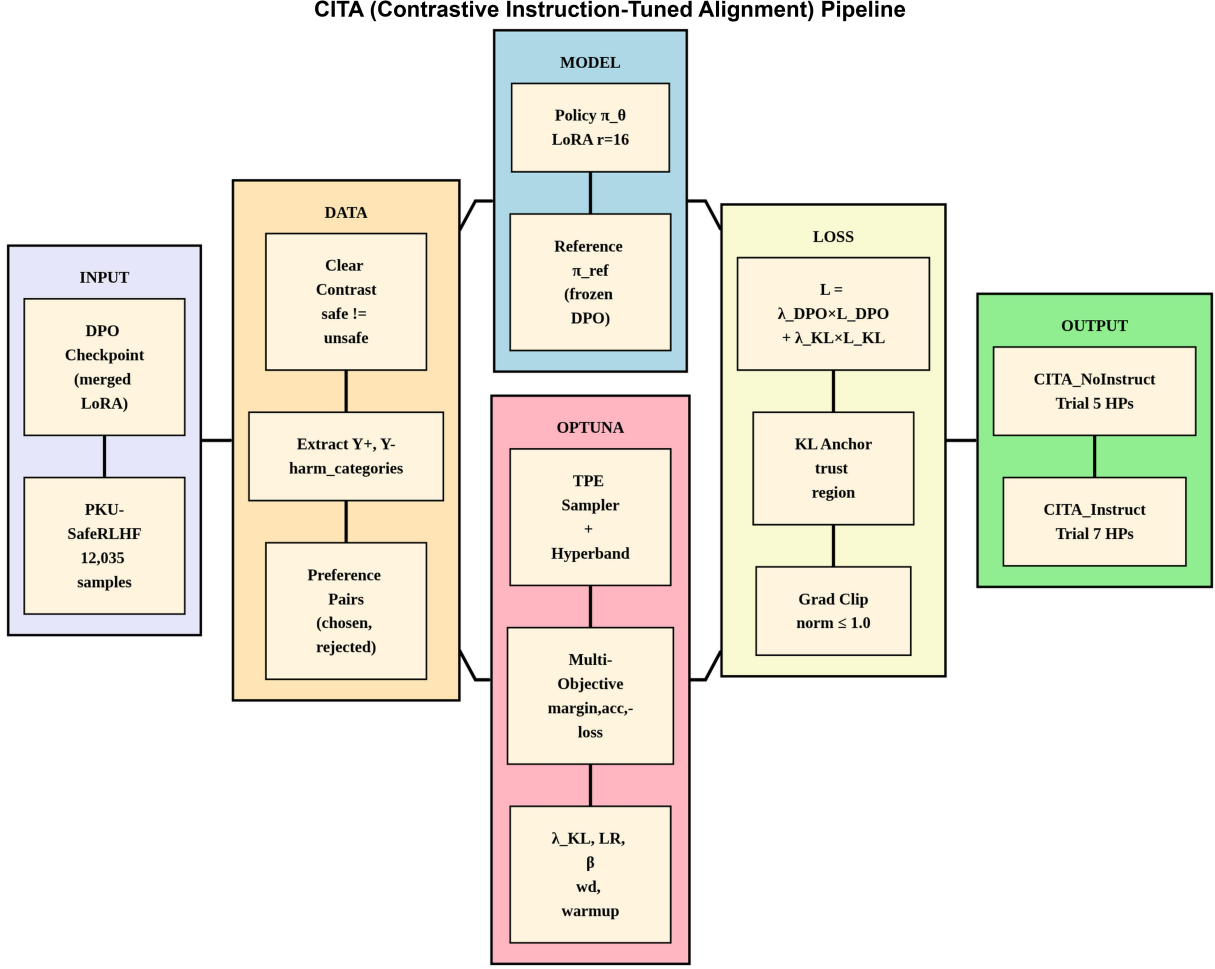 CITA (Contrastive Instruction-Tuned Alignment) Pipeline
INPUT
DPO
Checkpoint
(merged
LoRA)
PKU-
SafeRLHF
12,035
samples
DATA
Clear
Contrast
safe !=
unsafe
Extract Y+, Y-
harm_categories
Preference
Pairs
(chosen,
rejected)
MODEL
Policy π_θ
LoRA r=16
Reference
π_ref
(frozen
DPO)
OPTUNA
TPE
Sampler
+
Hyperband
Multi-
Objective
margin,acc,-
loss
λ_KL, LR,
β
wd,
warmup
LOSS
L =
λ_DPO×L_DPO
+ λ_KL×L_KL
KL Anchor
trust
region
Grad Clip
norm ≤ 1.0
OUTPUT
CITA_NoInstruct
Trial 5 HPs
CITA_Instruct
Trial 7 HPs